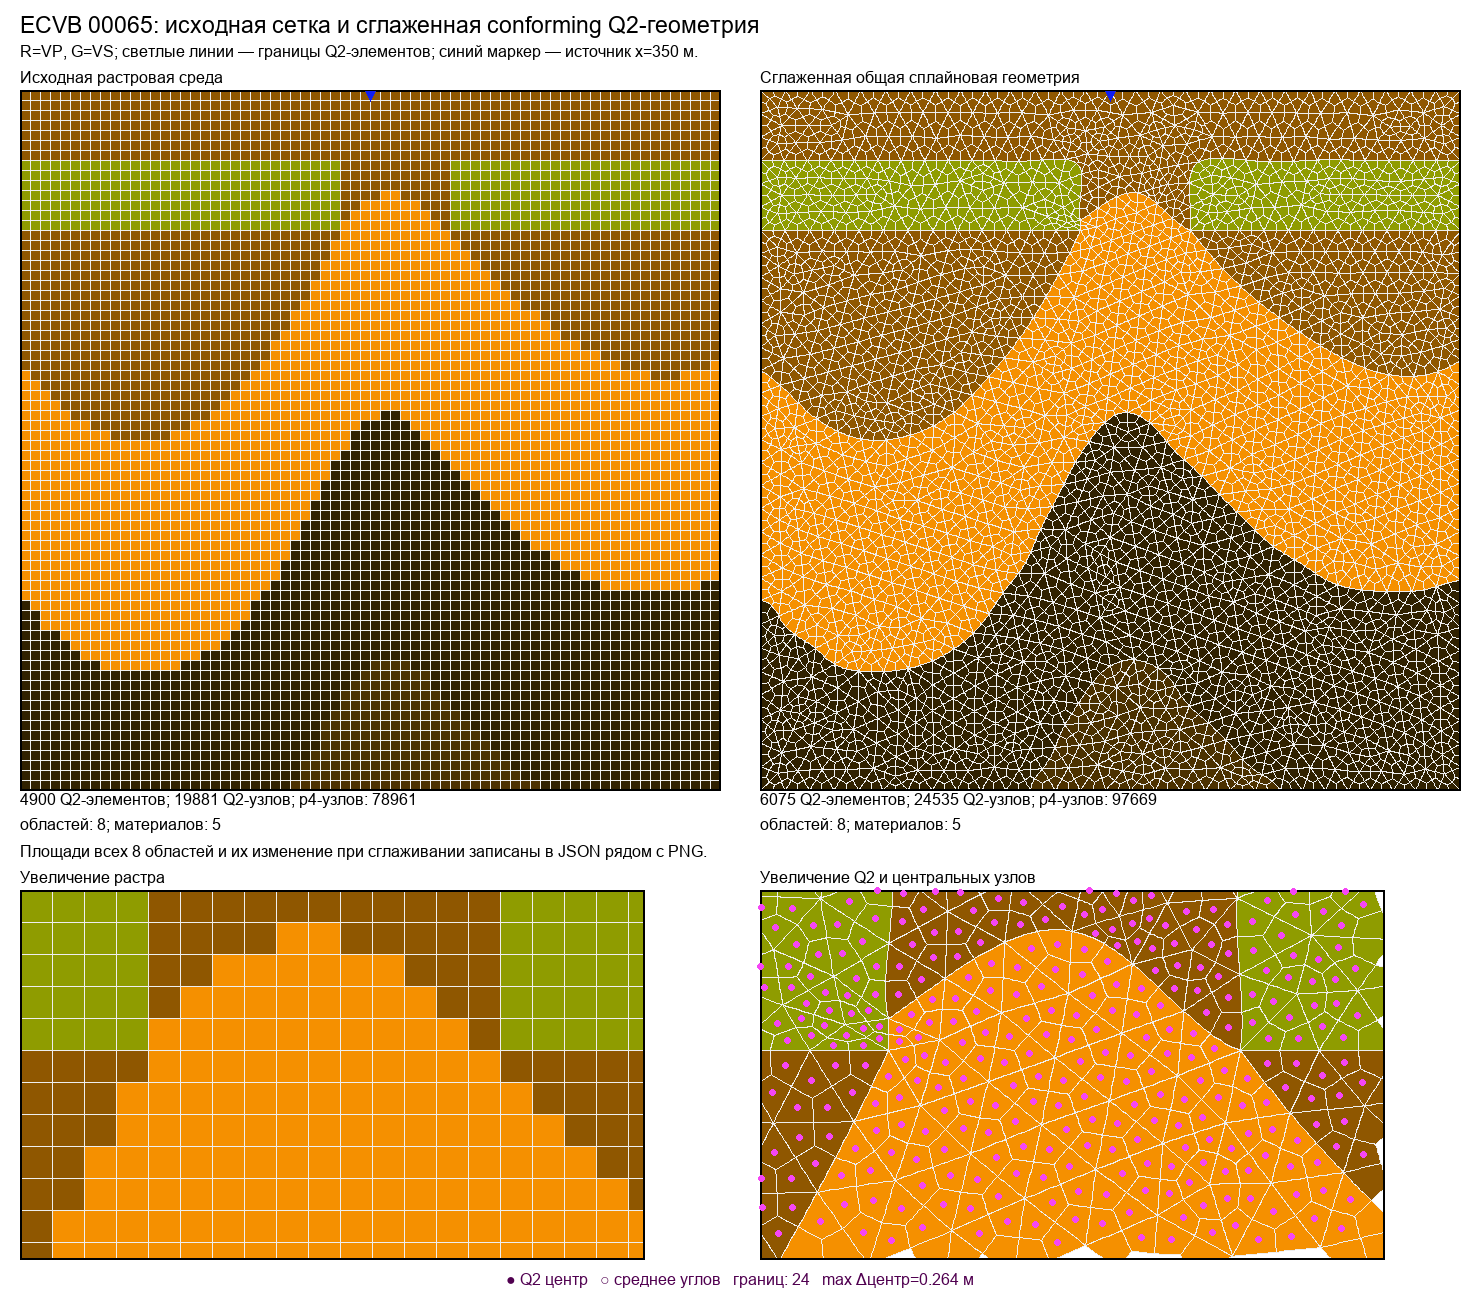 ECVB 00065: исходная сетка и сглаженная conforming Q2-геометрия
R=VP, G=VS; светлые линии — границы Q2-элементов; синий маркер — источник x=350 м.
Исходная растровая среда
Сглаженная общая сплайновая геометрия
4900 Q2-элементов; 19881 Q2-узлов; p4-узлов: 78961
6075 Q2-элементов; 24535 Q2-узлов; p4-узлов: 97669
областей: 8; материалов: 5
областей: 8; материалов: 5
Площади всех 8 областей и их изменение при сглаживании записаны в JSON рядом с PNG.
Увеличение растра
Увеличение Q2 и центральных узлов
● Q2 центр ○ среднее углов границ: 24 max Δцентр=0.264 м